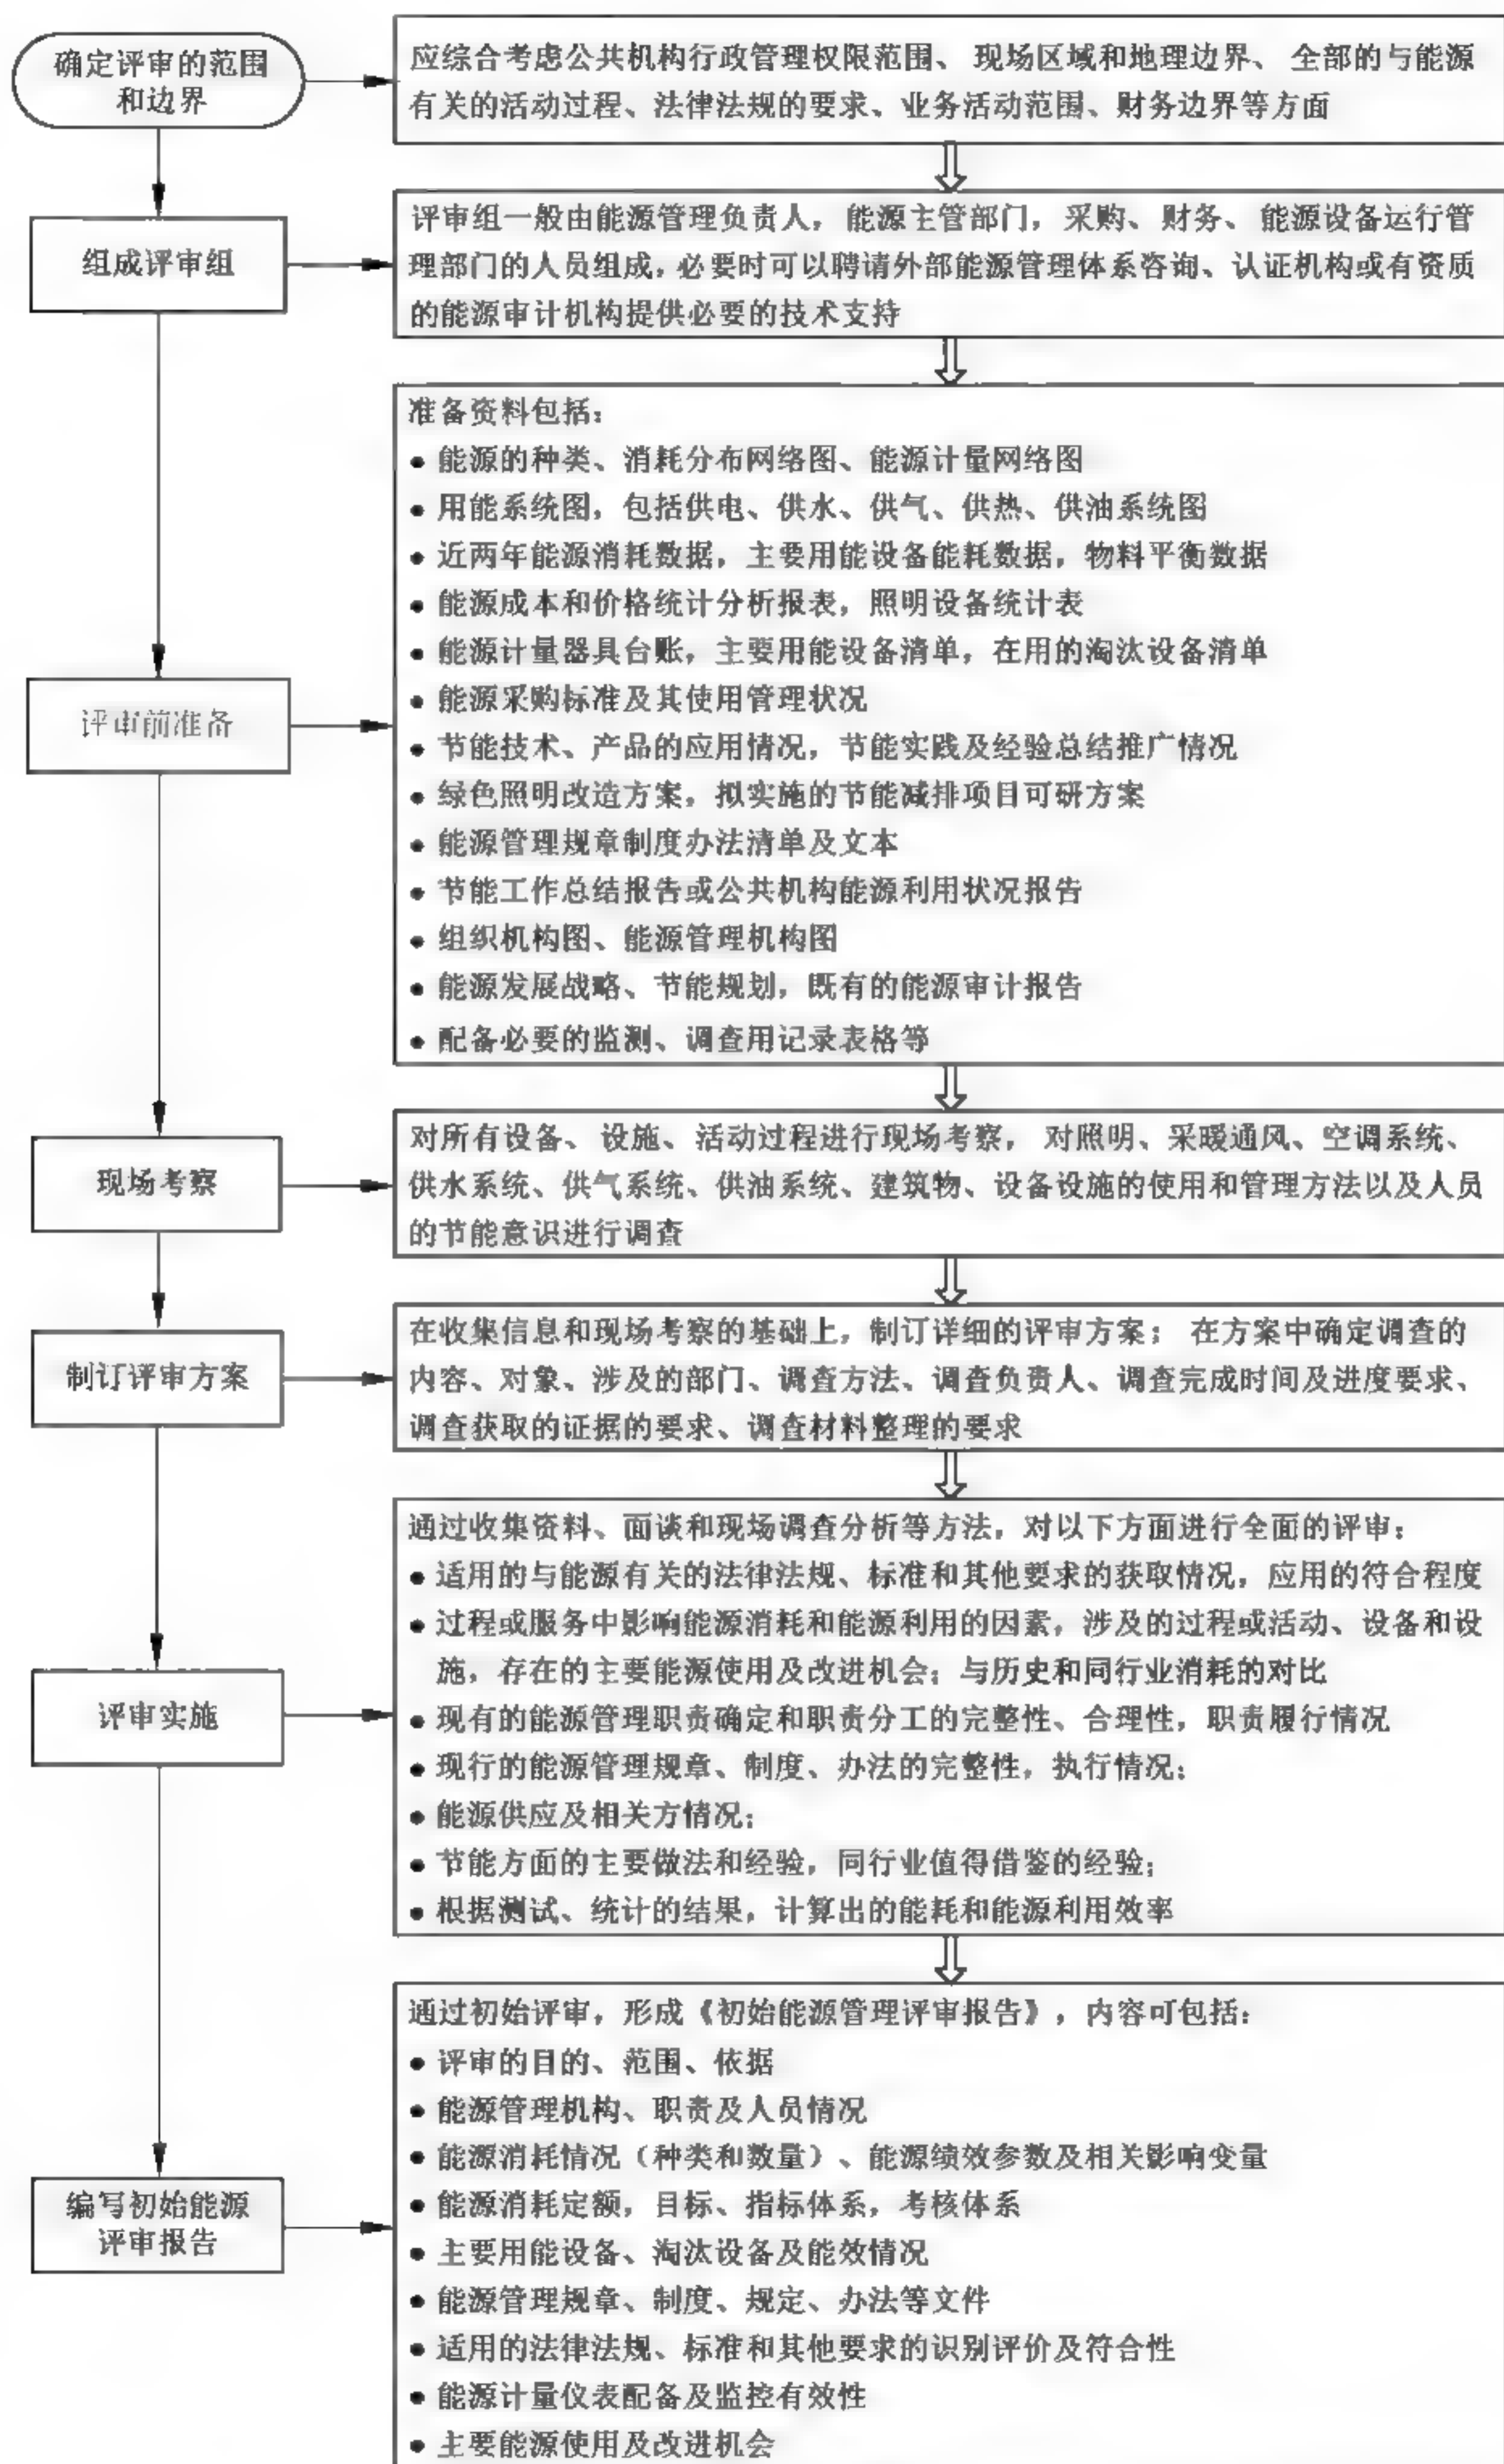 确定评审的范围
和边界
应综合考虑公共机构行政管理权限范围、现场区域和地理边界、全部的与能源
有关的活动过程、法律法规的要求、业务活动范围、财务边界等方面
组成评审组
评审组一般由能源管理负责人，能源主管部门，采购、财务、能源设备运行管
理部门的人员组成，必要时可以聘请外部能源管理体系咨询、认证机构或有资质
的能源审计机构提供必要的技术支持
评审前准备
准备资料包括：
● 能源的种类、消耗分布网络图、能源计量网络图
● 用能系统图，包括供电、供水、供气、供热、供油系统图
● 近两年能源消耗数据，主要用能设备能耗数据，物料平衡数据
● 能源成本和价格统计分析报表，照明设备统计表
● 能源计量器具台账，主要用能设备清单，在用的淘汰设备清单
● 能源采购标准及其使用管理状况
● 节能技术、产品的应用情况，节能实践及经验总结推广情况
● 绿色照明改造方案，拟实施的节能减排项目可研方案
● 能源管理规章制度办法清单及文本
● 节能工作总结报告或公共机构能源利用状况报告
● 组织机构图、能源管理机构图
● 能源发展战略、节能规划，既有的能源审计报告
● 配备必要的监测、调查用记录表格等
现场考察
对所有设备、设施、活动过程进行现场考察，对照明、采暖通风、空调系统、
供水系统、供气系统、供油系统、建筑物、设备设施的使用和管理方法以及人员
的节能意识进行调查
制订评审方案
在收集信息和现场考察的基础上，制订详细的评审方案；在方案中确定调查的
内容、对象、涉及的部门、调查方法、调查负责人、调查完成时间及进度要求、
调查获取的证据的要求、调查材料整理的要求
评审实施
通过收集资料、面谈和现场调查分析等方法，对以下方面进行全面的评审：
● 适用的与能源有关的法律法规、标准和其他要求的获取情况，应用的符合程度
● 过程或服务中影响能源消耗和能源利用的因素，涉及的过程或活动、设备和设
施，存在的主要能源使用及改进机会；与历史和同行业消耗的对比
● 现有的能源管理职责确定和职责分工的完整性、合理性，职责履行情况
● 现行的能源管理规章、制度、办法的完整性，执行情况；
● 能源供应及相关方情况；
● 节能方面的主要做法和经验，同行业值得借鉴的经验；
● 根据测试、统计的结果，计算出的能耗和能源利用效率
编写初始能源
评审报告
通过初始评审，形成《初始能源管理评审报告》，内容可包括：
● 评审的目的、范围、依据
● 能源管理机构、职责及人员情况
● 能源消耗情况（种类和数量）、能源绩效参数及相关影响变量
● 能源消耗定额，目标、指标体系，考核体系
● 主要用能设备、淘汰设备及能效情况
● 能源管理规章、制度、规定、办法等文件
● 适用的法律法规、标准和其他要求的识别评价及符合性
● 能源计量仪表配备及监控有效性
● 主要能源使用及改进机会